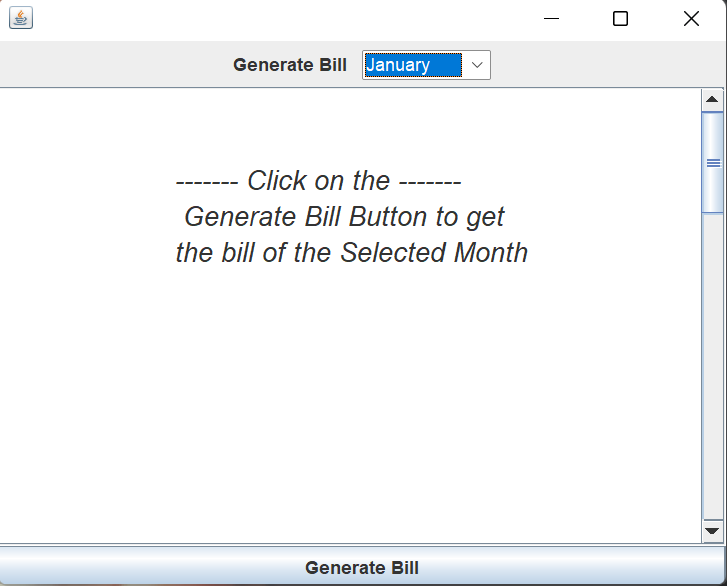 Generate Bill January
------- Click on the -------
Generate Bill Button to get
the bill of the Selected Month
Generate Bill